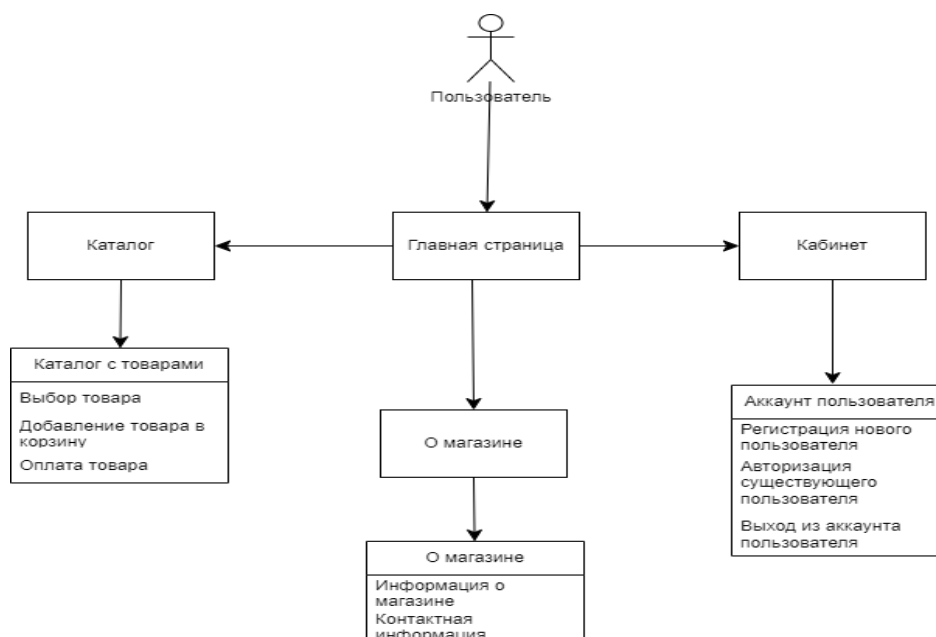 Пользователь
Каталог
Главная страница
Кабинет
Каталог с товарами
Выбор товара
Добавление товара в
корзину
Оплата товара
О магазине
Аккаунт пользователя
Регистрация нового
пользователя
Авторизация
существующего
пользователя
Выход из аккаунта
пользователя
О магазине
Информация о
магазине
Контактная
информация